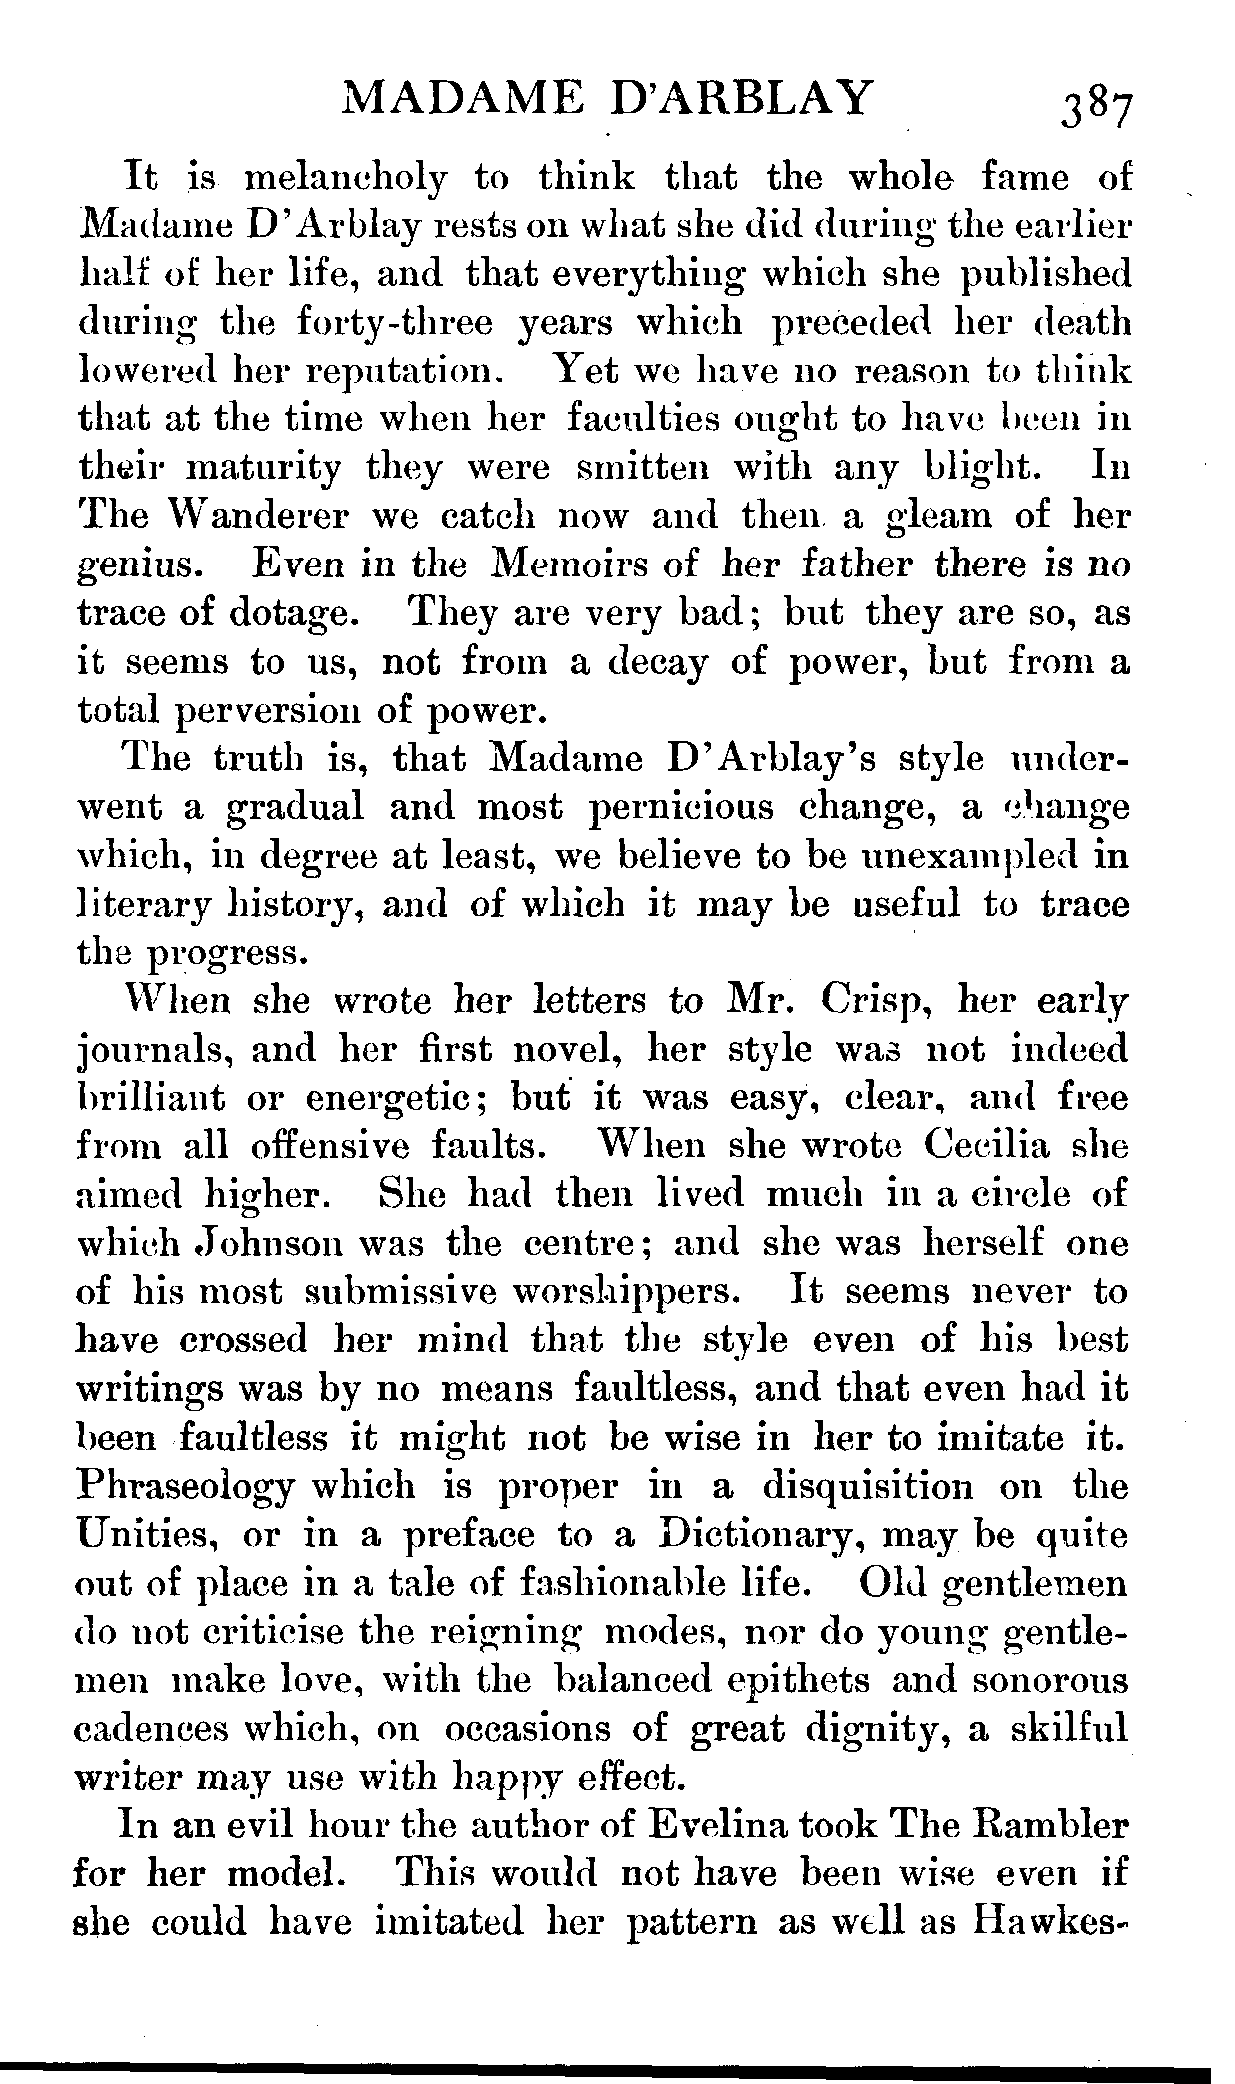 MADAME D'ARBLAY 387
It is melancholy to think that the whole fame of
Madame D'Arblay rests on what she did during the earlier
half of her life, and that everything which she published
during the forty-three years which preceded her death
lowered her reputation. Yet we have no reason to think
that at the time when her faculties ought to have been in
their maturity they were smitten with any blight. In
The Wanderer we catch now and then a gleam of her
genius. Even in the Memoirs of her father there is no
trace of dotage. They are very bad; but they are so, as
it seems to us, not from a decay of power, but from a
total perversion of power.
The truth is, that Madame D'Arblay's style under-
went a gradual and most pernicious change, a change
which, in degree at least, we believe to be unexampled in
literary history, and of which it may be useful to trace
the progress.
When she wrote her letters to Mr. Crisp, her early
journals, and her first novel, her style was not indeed
brilliant or energetic; but it was easy, clear, and free
from all offensive faults. When she wrote Cecilia she
aimed higher. She had then lived much in a circle of
which Johnson was the centre; and she was herself one
of his most submissive worshippers. It seems never to
have crossed her mind that the style even of his best
writings was by no means faultless, and that even had it
been faultless it might not be wise in her to imitate it.
Phraseology which is proper in a disquisition on the
Unities, or in a preface to a Dictionary, may be quite
out of place in a tale of fashionable life. Old gentlemen
do not criticise the reigning modes, nor do young gentle-
men make love, with the balanced epithets and sonorous
cadences which, on occasions of great dignity, a skilful
writer may use with happy effect.
In an evil hour the author of Evelina took The Rambler
for her model. This would not have been wise even if
she could have imitated her pattern as well as Hawkes-